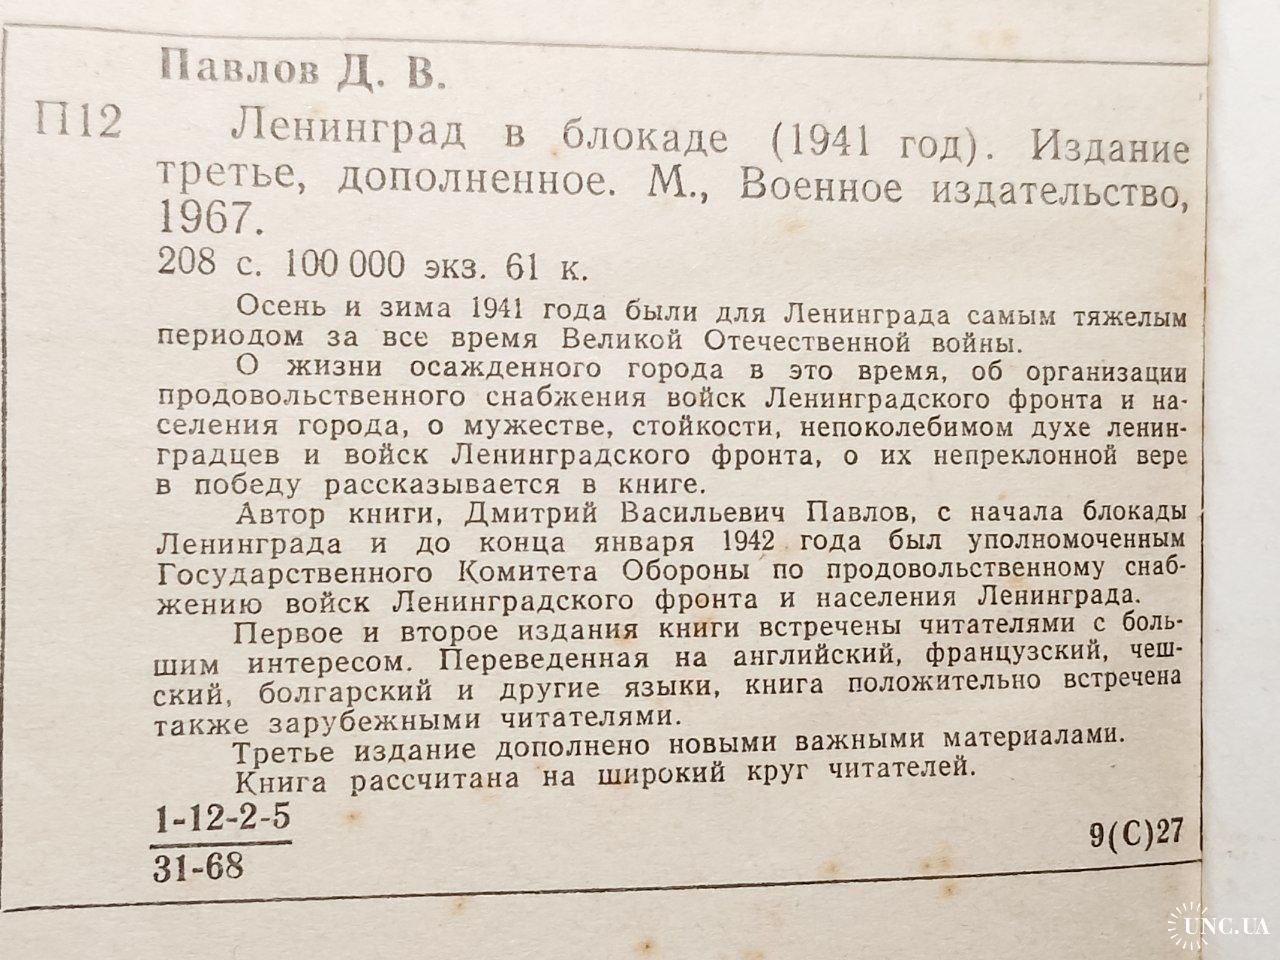 Павлов Д. В.
П12 Ленинград в блокаде (1941 год). Издание
третье, дополненное. М., Военное издательство,
1967.
208 с. 100 000 экз. 61 к.
Осень и зима 1941 года были для Ленинграда самым тяжелым
периодом за все время Великой Отечественной войны.
О жизни осажденного города в это время, об организации
продовольственного снабжения войск Ленинградского фронта и на-
селения города, о мужестве, стойкости, непоколебимом духе ленин-
градцев и войск Ленинградского фронта, о их непреклонной вере
в победу рассказывается в книге.
Автор книги, Дмитрий Васильевич Павлов, с начала блокады
Ленинграда и до конца января 1942 года был уполномоченным
Государственного Комитета Обороны по продовольственному снаб-
жению войск Ленинградского фронта и населения Ленинграда.
Первое и второе издания книги встречены читателями с боль-
шим интересом. Переведенная на английский, французский, чеш-
ский, болгарский и другие языки, книга положительно встречена
также зарубежными читателями.
Третье издание дополнено новыми важными материалами.
Книга рассчитана на широкий круг читателей.
1-12-2-5
31-68
9(С)27
UNC.UA